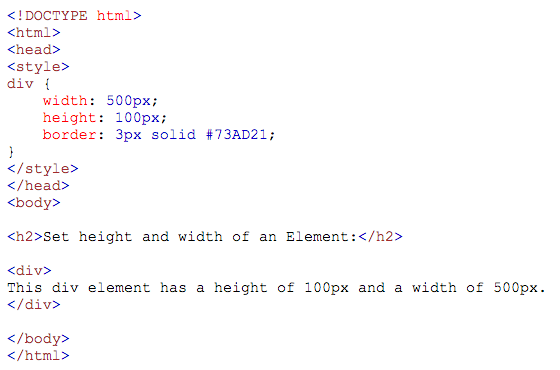 <!DOCTYPE html>
<html>
<head>
<style>
div {
    width: 500px;
    height: 100px;
    border: 3px solid #73AD21;
}
</style>
</head>
<body>

<h2>Set height and width of an Element:</h2>

<div>
This div element has a height of 100px and a width of 500px.
</div>

</body>
</html>